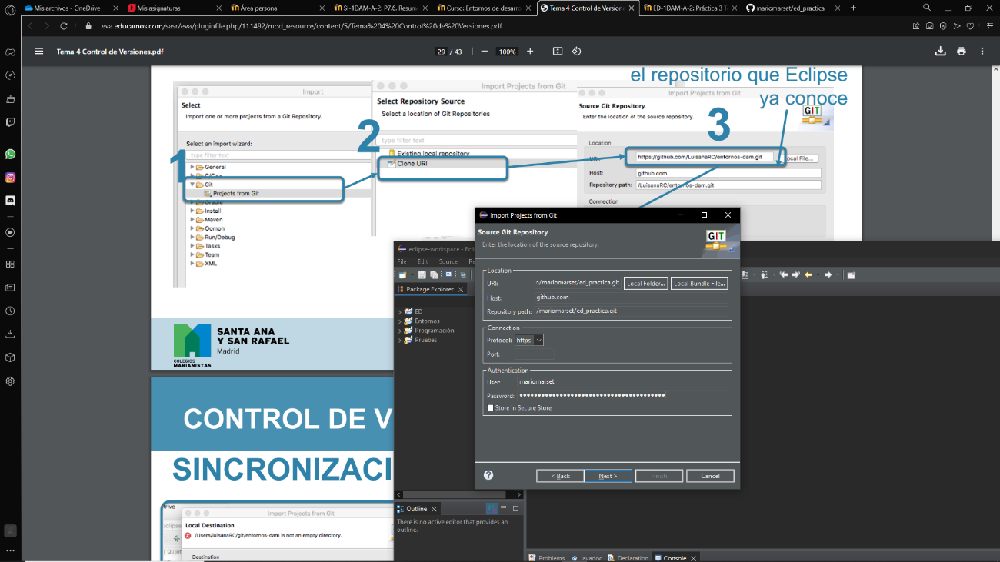 Mis archivos - OneDrive
Mis asignaturas
Área personal
SI-1DAM-A-2: P7.6. Resum
Curso: Entornos de desarro
Tema 4 Control de Version
ED-1DAM-A-2: Práctica 3 T
mariomarset/ed_practica
eva.educamos.com/sasr/eva/pluginfile.php/111492/mod_resource/content/5/Tema%204%20Control%20de%20Versiones.pdf
Tema 4 Control de Versiones.pdf
29 / 43
100%
el repositorio que Eclipse
ya conoce
Import
Select
Import one or more projects from a Git Repository.
Select an import wizard:
type filter text
1
General
C/C++
Git
Projects from Git
Gradle
Install
Maven
Oomph
Run/Debug
Tasks
Team
XML
Import Projects from Git
Select Repository Source
Select a location of Git Repositories
2
type filter text
Existing local repository
Clone URI
Import Projects from Git
Source Git Repository
Enter the location of the source repository.
GIT
3
Location
URI:
https://github.com/LuisanaRC/entornos-dam.git
ocal File...
Host:
github.com
Repository path:
/LuisanaRC/entornos-dam.git
Connection
COLEGIOS
MARIANISTAS
SANTA ANA
Y SAN RAFAEL
Madrid
CONTROL DE V
SINCRONIZACI
Import Projects from Git
Local Destination
/Users/luisanaRC/git/entornos-dam is not an empty directory.
Destination
eclipse-workspace - Ecl
File Edit Source Re
Package Explorer
ED
Entornos
Programación
Pruebas
Import Projects from Git
Source Git Repository
Enter the location of the source repository.
GIT
Location
URI:
/mariomarset/ed_practica.git
Local Folder...
Local Bundle File...
Host:
github.com
Repository path:
/mariomarset/ed_practica.git
Connection
Protocol:
https
Port:
Authentication
User:
mariomarset
Password:
Store in Secure Store
< Back
Next >
Finish
Cancel
Outline
There is no active editor that provides an
outline.
Problems
Javadoc
Declaration
Console